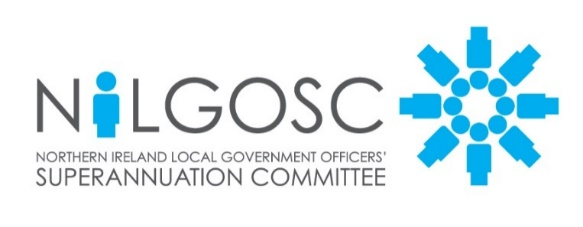 NiLGOSC
NORTHERN IRELAND LOCAL GOVERNMENT OFFICERS'
SUPERANNUATION COMMITTEE